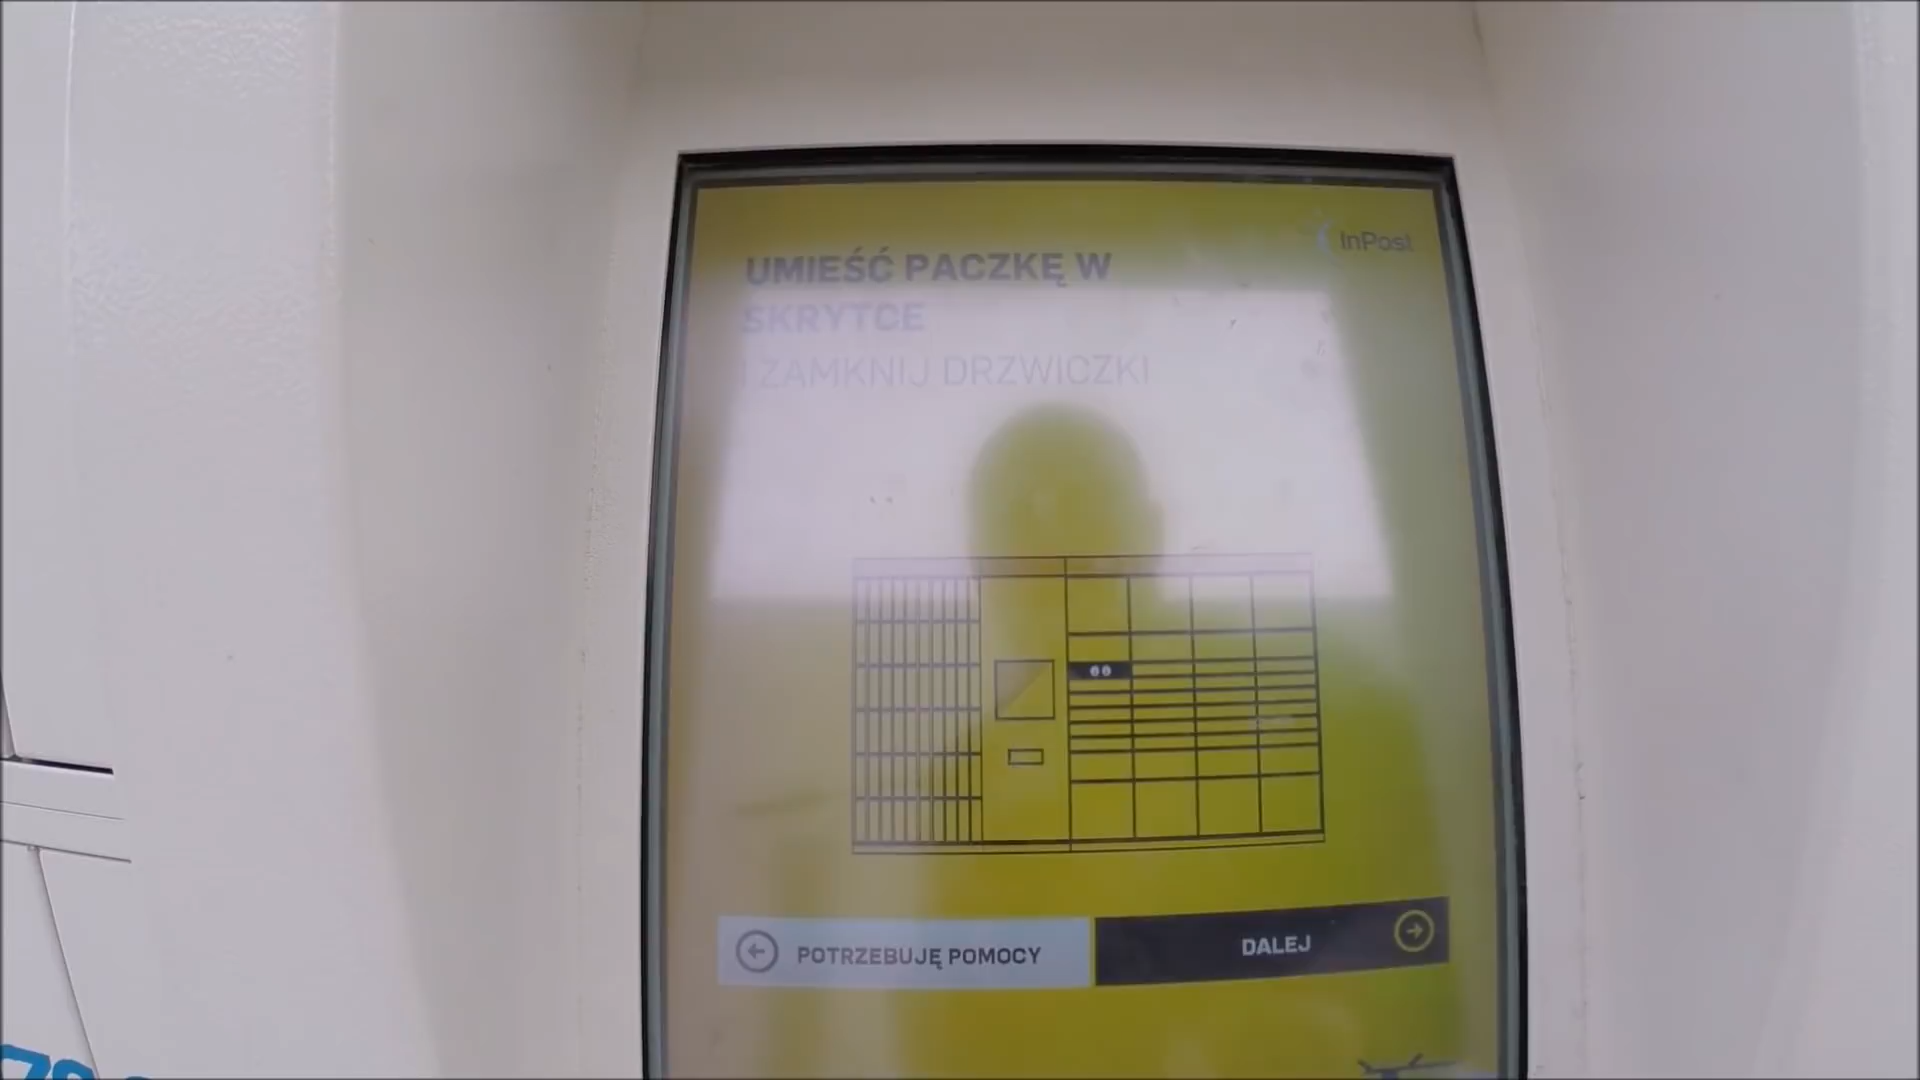 InPost
UMIEŚĆ PACZKĘ W
SKRYTCE
I ZAMKNIJ DRZWICZKI
POTRZEBUJĘ POMOCY
DALEJ